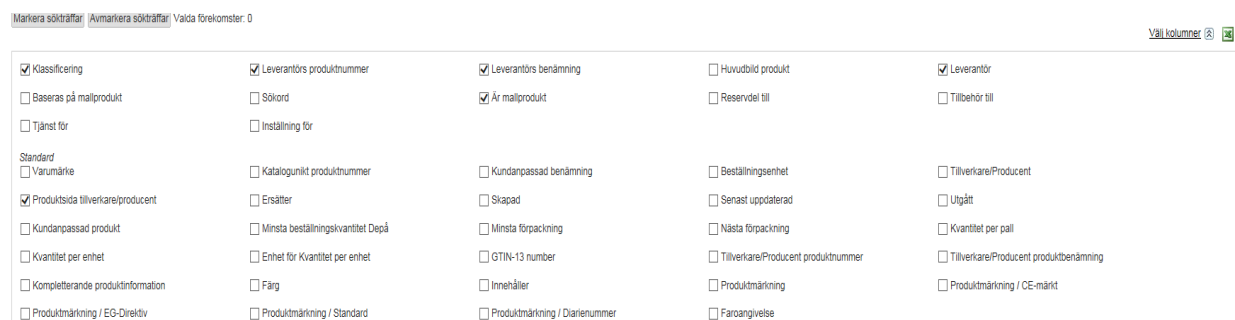 Markera sökträffar Avmarkera sökträffar Valda förekomster: 0
Välj kolumner
Klassificering Leverantörs produktnummer Leverantörs benämning Huvudbild produkt Leverantör
Baseras på mallprodukt Sökord Är mallprodukt Reservdel till Tillbehör till
Tjänst för Inställning för
Standard
Varumärke Katalogunikt produktnummer Kundanpassad benämning Beställningsenhet Tillverkare/Producent
Produktsida tillverkare/producent Ersätter Skapad Senast uppdaterad Utgått
Kundanpassad produkt Minsta beställningskvantitet Depå Minsta förpackning Nästa förpackning Kvantitet per pall
Kvantitet per enhet Enhet för Kvantitet per enhet GTIN-13 number Tillverkare/Producent produktnummer Tillverkare/Producent produktbenämning
Kompletterande produktinformation Färg Innehåller Produktmärkning Produktmärkning / CE-märkt
Produktmärkning / EG-Direktiv Produktmärkning / Standard Produktmärkning / Diarienummer Faroangivelse